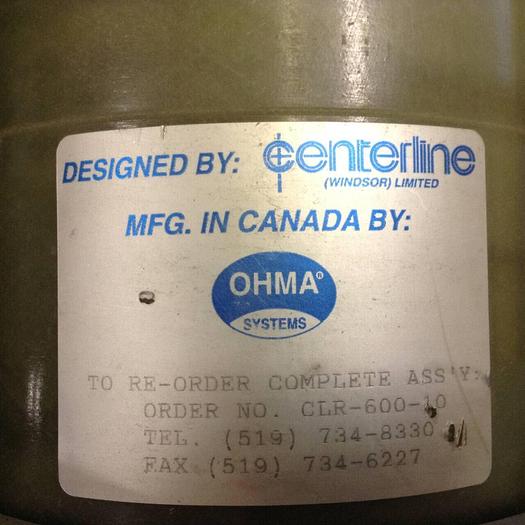 DESIGNED BY: centerline
(WINDSOR) LIMITED
MFG. IN CANADA BY:
OHMA®
SYSTEMS
TO RE-ORDER COMPLETE ASS'Y:
ORDER NO. CLR-600-10
TEL. (519) 734-8330
FAX (519) 734-6227